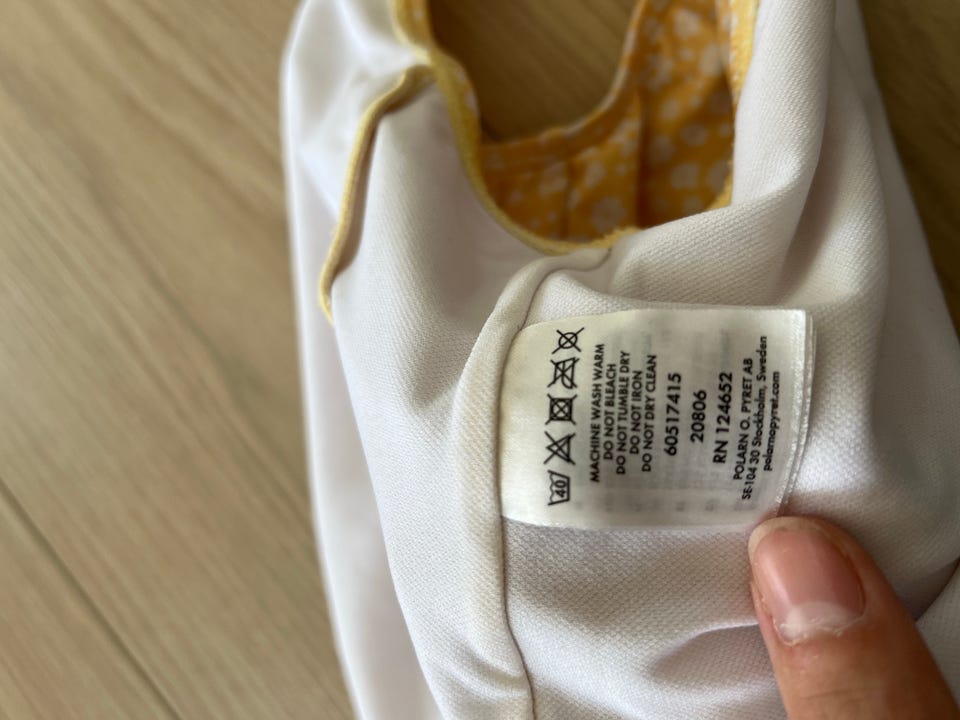 40
MACHINE WASH WARM
DO NOT BLEACH
DO NOT TUMBLE DRY
DO NOT IRON
DO NOT DRY CLEAN
60517415
20806
RN 124652
POLARN O. PYRET AB
SE-104 30 Stockholm, Sweden
polarnopyret.com